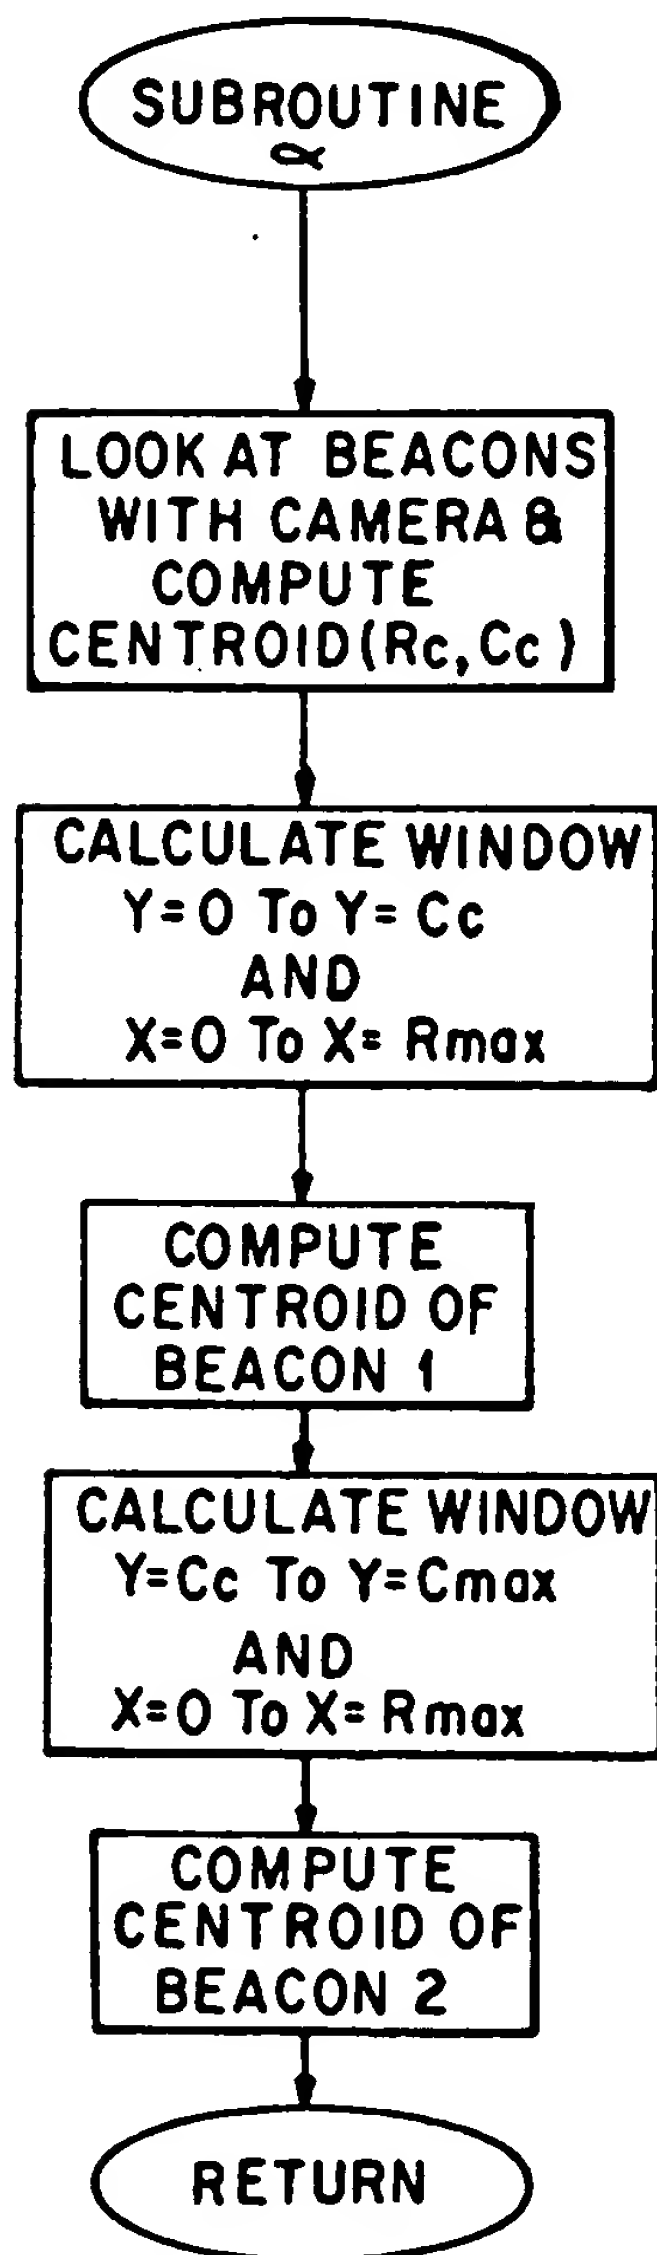 SUBROUTINE
α
LOOK AT BEACONS
WITH CAMERA &
COMPUTE
CENTROID(Rc,Cc)
CALCULATE WINDOW
Y=0 To Y= Cc
AND
X=0 To X= Rmax
COMPUTE
CENTROID OF
BEACON 1
CALCULATE WINDOW
Y=Cc To Y=Cmax
AND
X=0 To X= Rmax
COMPUTE
CENTROID OF
BEACON 2
RETURN